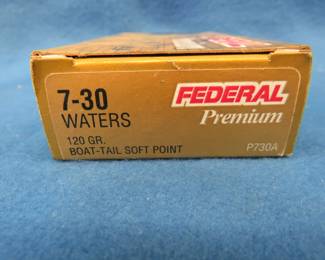 7-30
WATERS
120 GR.
BOAT-TAIL SOFT POINT
FEDERAL
Premium
P730A